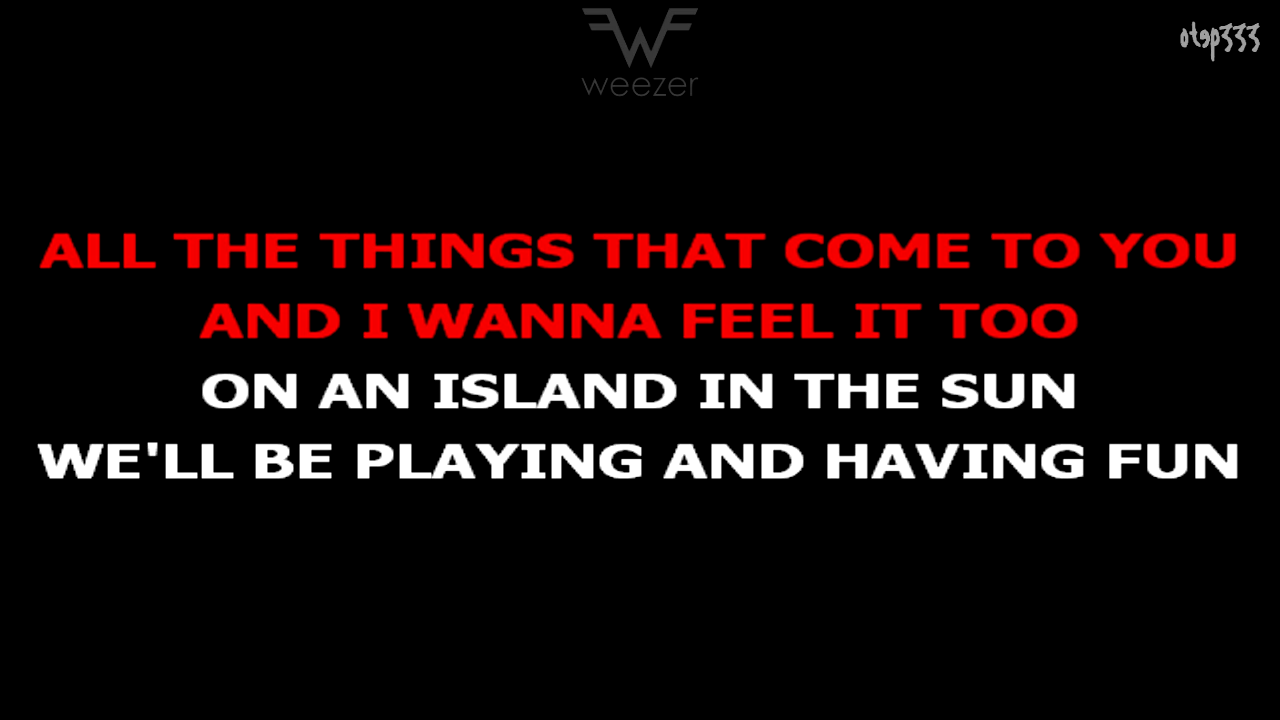 weezer
otep333
ALL THE THINGS THAT COME TO YOU
AND I WANNA FEEL IT TOO
ON AN ISLAND IN THE SUN
WE'LL BE PLAYING AND HAVING FUN